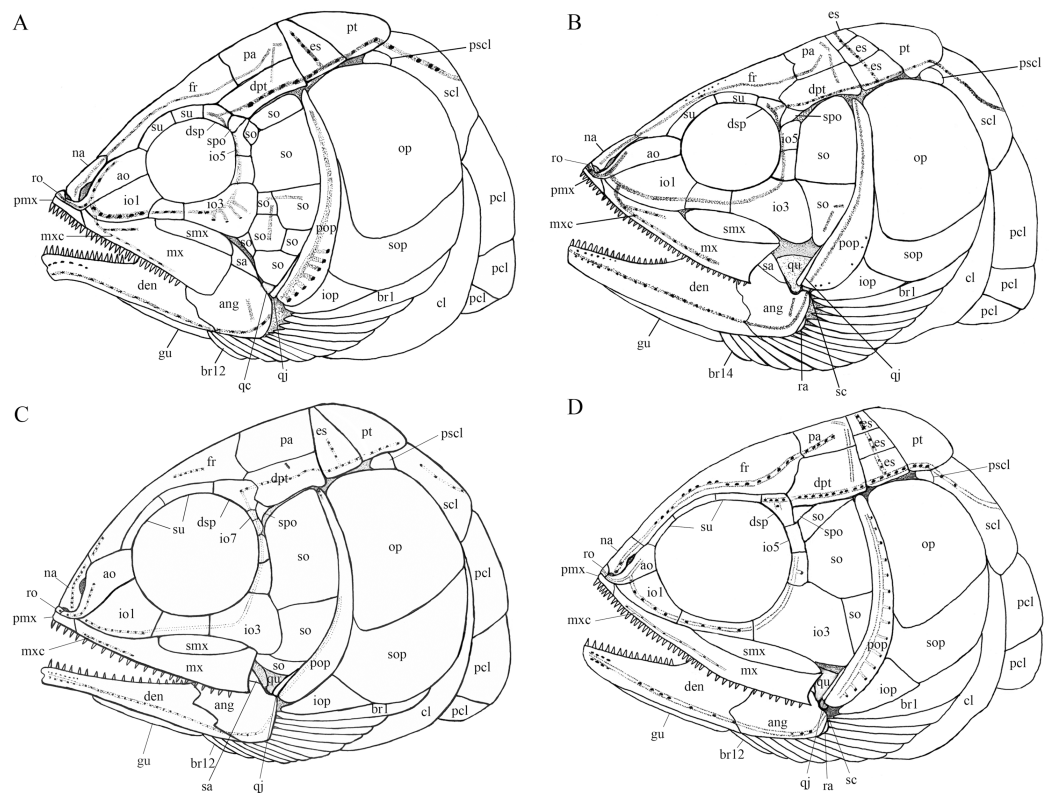 A
pt
es
pa
pscl
fr
dpt
scl
su
su
so
dsp
spo
so
na
io5
op
ao
so
ro
io1
pmx
io3
so
so
pcl
mxc
smx
so
pop
so
so
sop
mx
sa
so
den
iop
br1
cl
pcl
ang
pcl
gu
br12
qc
qj
B
es
es
pt
pa
es
pscl
fr
dpt
scl
su
dsp
spo
io5
na
so
op
ro
ao
pmx
io1
io3
so
mxc
smx
pcl
pop
sop
mx
sa
qu
den
iop
br1
cl
pcl
ang
pcl
gu
br14
ra
sc
qj
C
es
pt
pa
pscl
fr
dpt
scl
su
dsp
spo
io7
na
so
op
ao
pcl
ro
io1
pmx
io3
so
mxc
smx
so
pop
sop
pcl
mx
qu
den
ang
iop
br1
cl
pcl
gu
br12
sa
qj
D
es
pa
es
pt
es
pscl
fr
dpt
scl
su
dsp
so
spo
na
io5
so
op
ro
ao
pmx
pcl
io1
mxc
io3
so
smx
pop
sop
mx
qu
iop
pcl
den
br1
cl
ang
gu
br12
qj
ra
sc